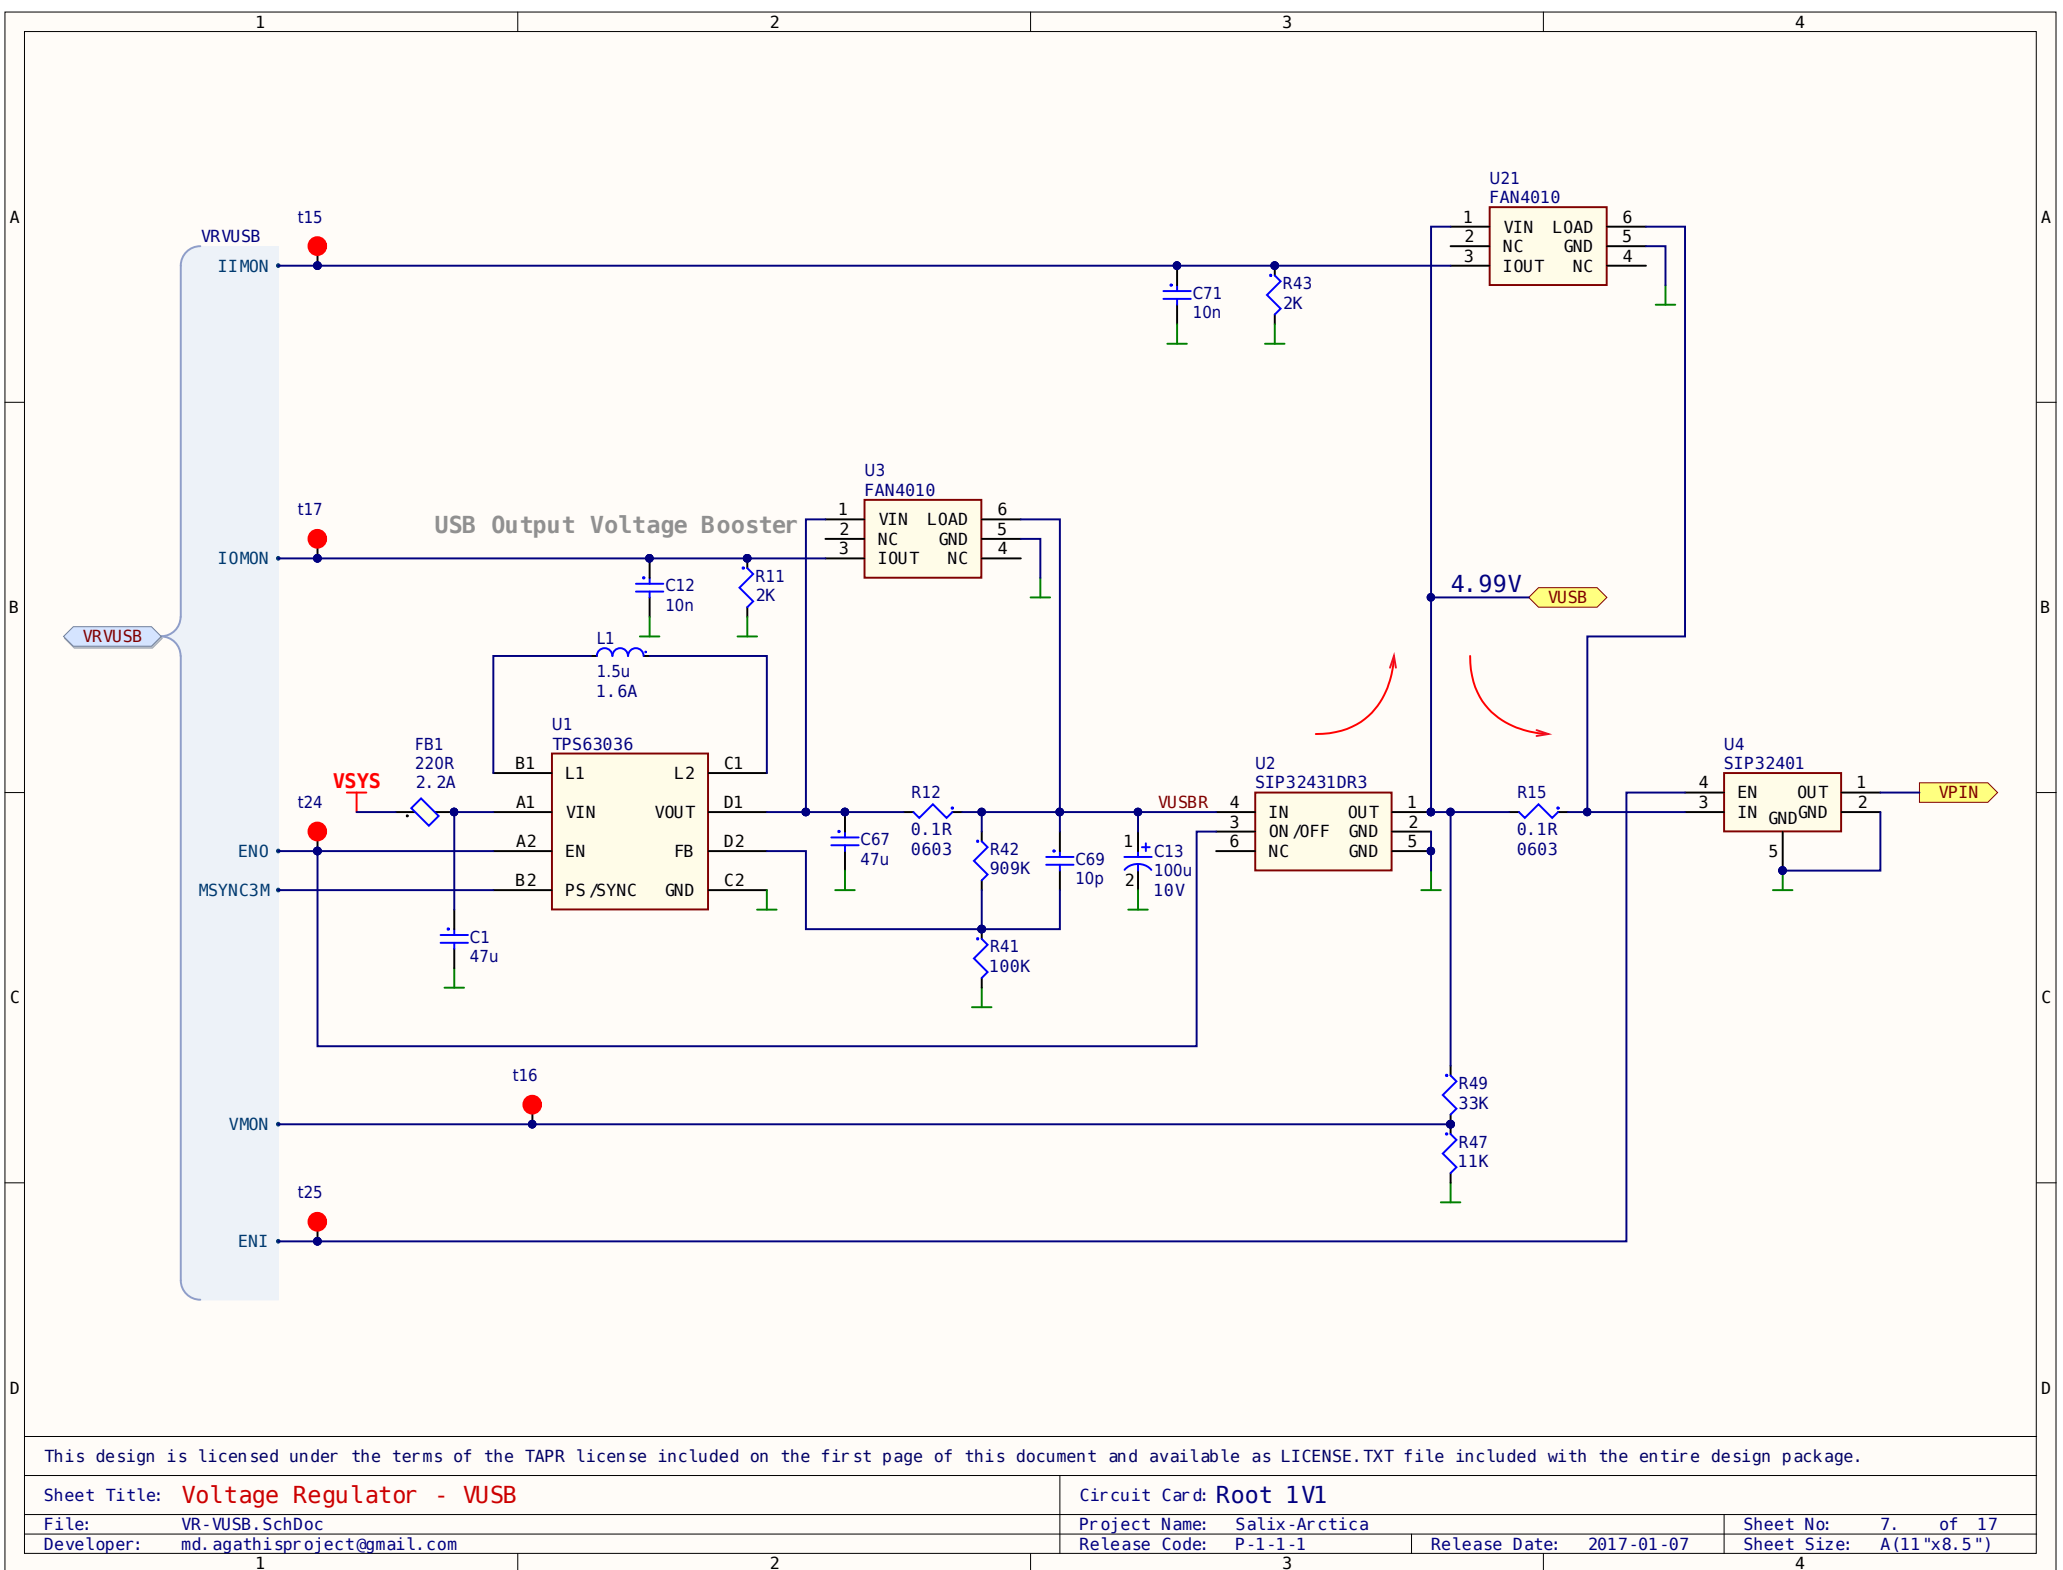 1 2 3 4
A
A
B
B
C
C
D
D
U21
FAN4010
1 VIN LOAD 6
2 NC GND 5
3 IOUT NC 4
t15
VRVUSB
IIMON
C71
10n
R43
2K
U3
FAN4010
1 VIN LOAD 6
2 NC GND 5
3 IOUT NC 4
t17
USB Output Voltage Booster
IOMON
C12
10n
R11
2K
4.99V
VUSB
VRVUSB
L1
1.5u
1.6A
U1
TPS63036
B1 L1 L2 C1
A1 VIN VOUT D1
A2 EN FB D2
B2 PS/SYNC GND C2
FB1
220R
2.2A
VSYS
t24
ENO
MSYNC3M
C1
47u
C67
47u
R12
0.1R
0603
R42
909K
C69
10p
1
+
2
C13
100u
10V
R41
100K
VUSBR
U2
SIP32431DR3
4 IN OUT 1
3 ON/OFF GND 2
6 NC GND 5
R15
0.1R
0603
U4
SIP32401
4 EN OUT 1
3 IN GND GND 2
5
VPIN
t16
VMON
R49
33K
R47
11K
t25
ENI
This design is licensed under the terms of the TAPR license included on the first page of this document and available as LICENSE.TXT file included with the entire design package.
Sheet Title: Voltage Regulator - VUSB
Circuit Card: Root 1V1
File: VR-VUSB.SchDoc
Project Name: Salix-Arctica
Sheet No: 7. of 17
Developer: md.agathisproject@gmail.com
Release Code: P-1-1-1
Release Date: 2017-01-07
Sheet Size: A(11"x8.5")
1 2 3 4